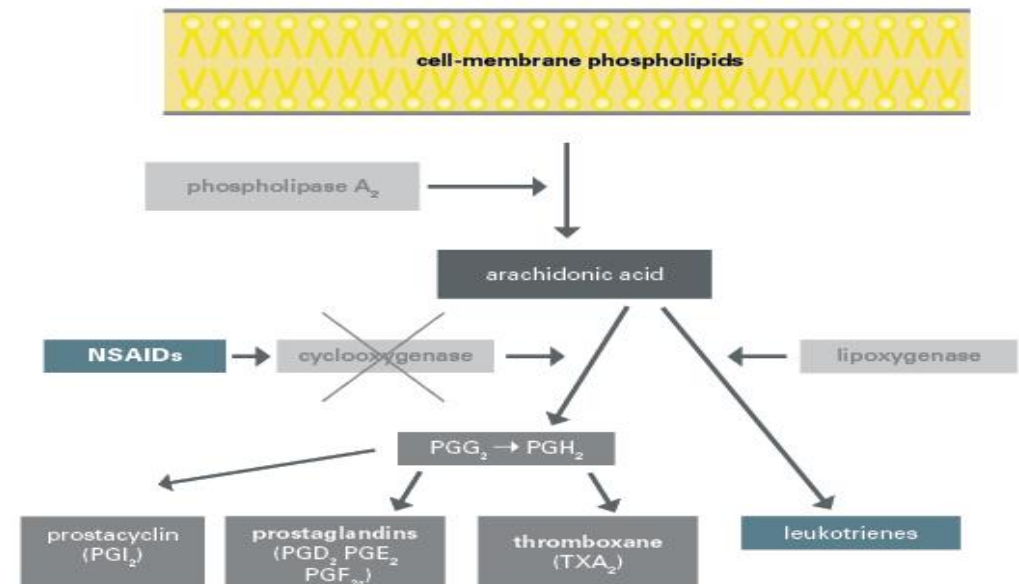 cell-membrane phospholipids
phospholipase A₂
arachidonic acid
NSAIDs
cyclooxygenase
lipoxygenase
PGG₂ → PGH₂
prostacyclin
(PGI₂)
prostaglandins
(PGD₂ PGE₂
PGF₂ₐ)
thromboxane
(TXA₂)
leukotrienes